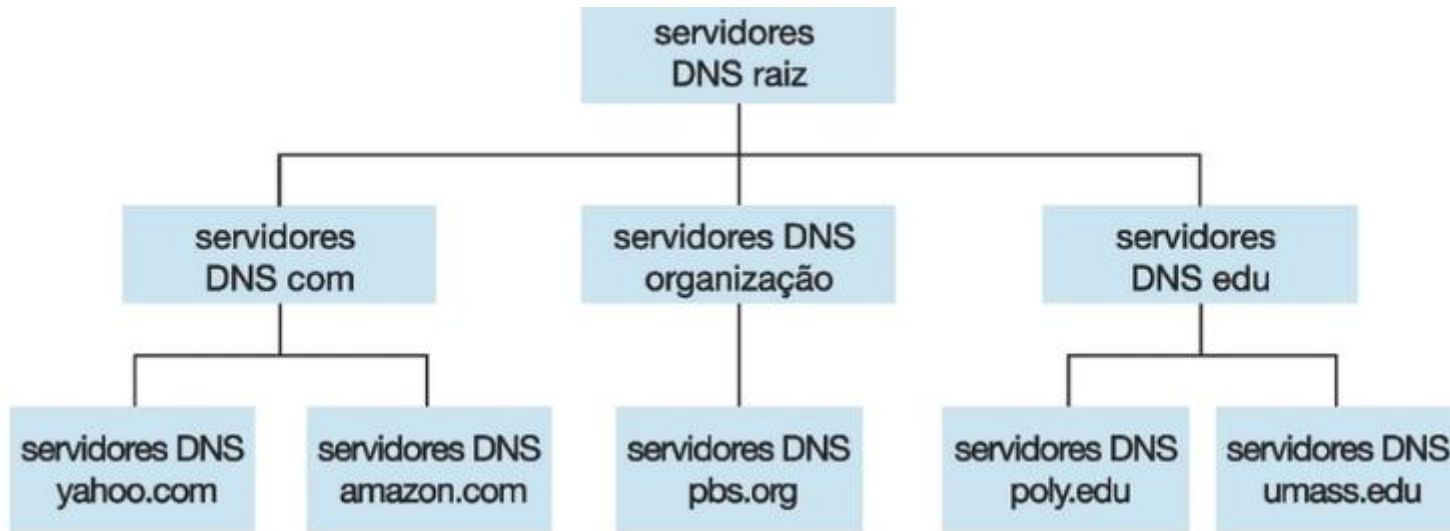 servidores
DNS raiz
servidores
DNS com
servidores DNS
organização
servidores
DNS edu
servidores DNS
yahoo.com
servidores DNS
amazon.com
servidores DNS
pbs.org
servidores DNS
poly.edu
servidores DNS
umass.edu